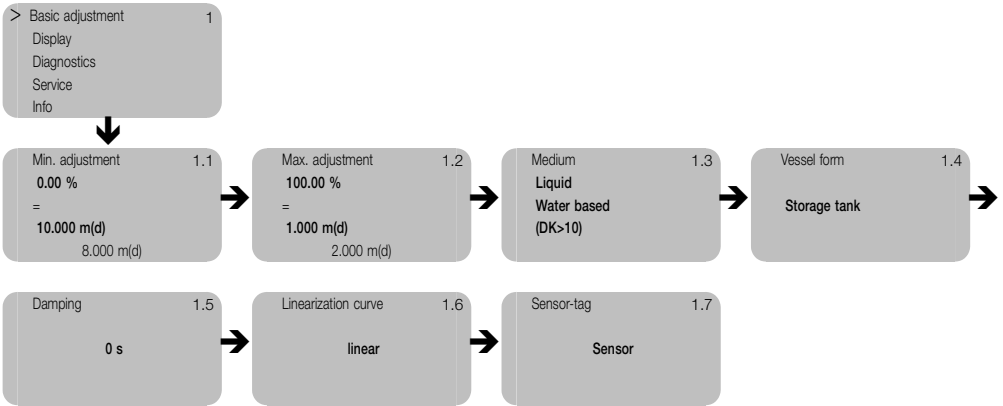 > Basic adjustment 1
Display
Diagnostics
Service
Info
Min. adjustment 1.1
0.00 %
=
10.000 m(d)
8.000 m(d)
Max. adjustment 1.2
100.00 %
=
1.000 m(d)
2.000 m(d)
Medium 1.3
Liquid
Water based
(DK>10)
Vessel form 1.4
Storage tank
Damping 1.5
0 s
Linearization curve 1.6
linear
Sensor-tag 1.7
Sensor